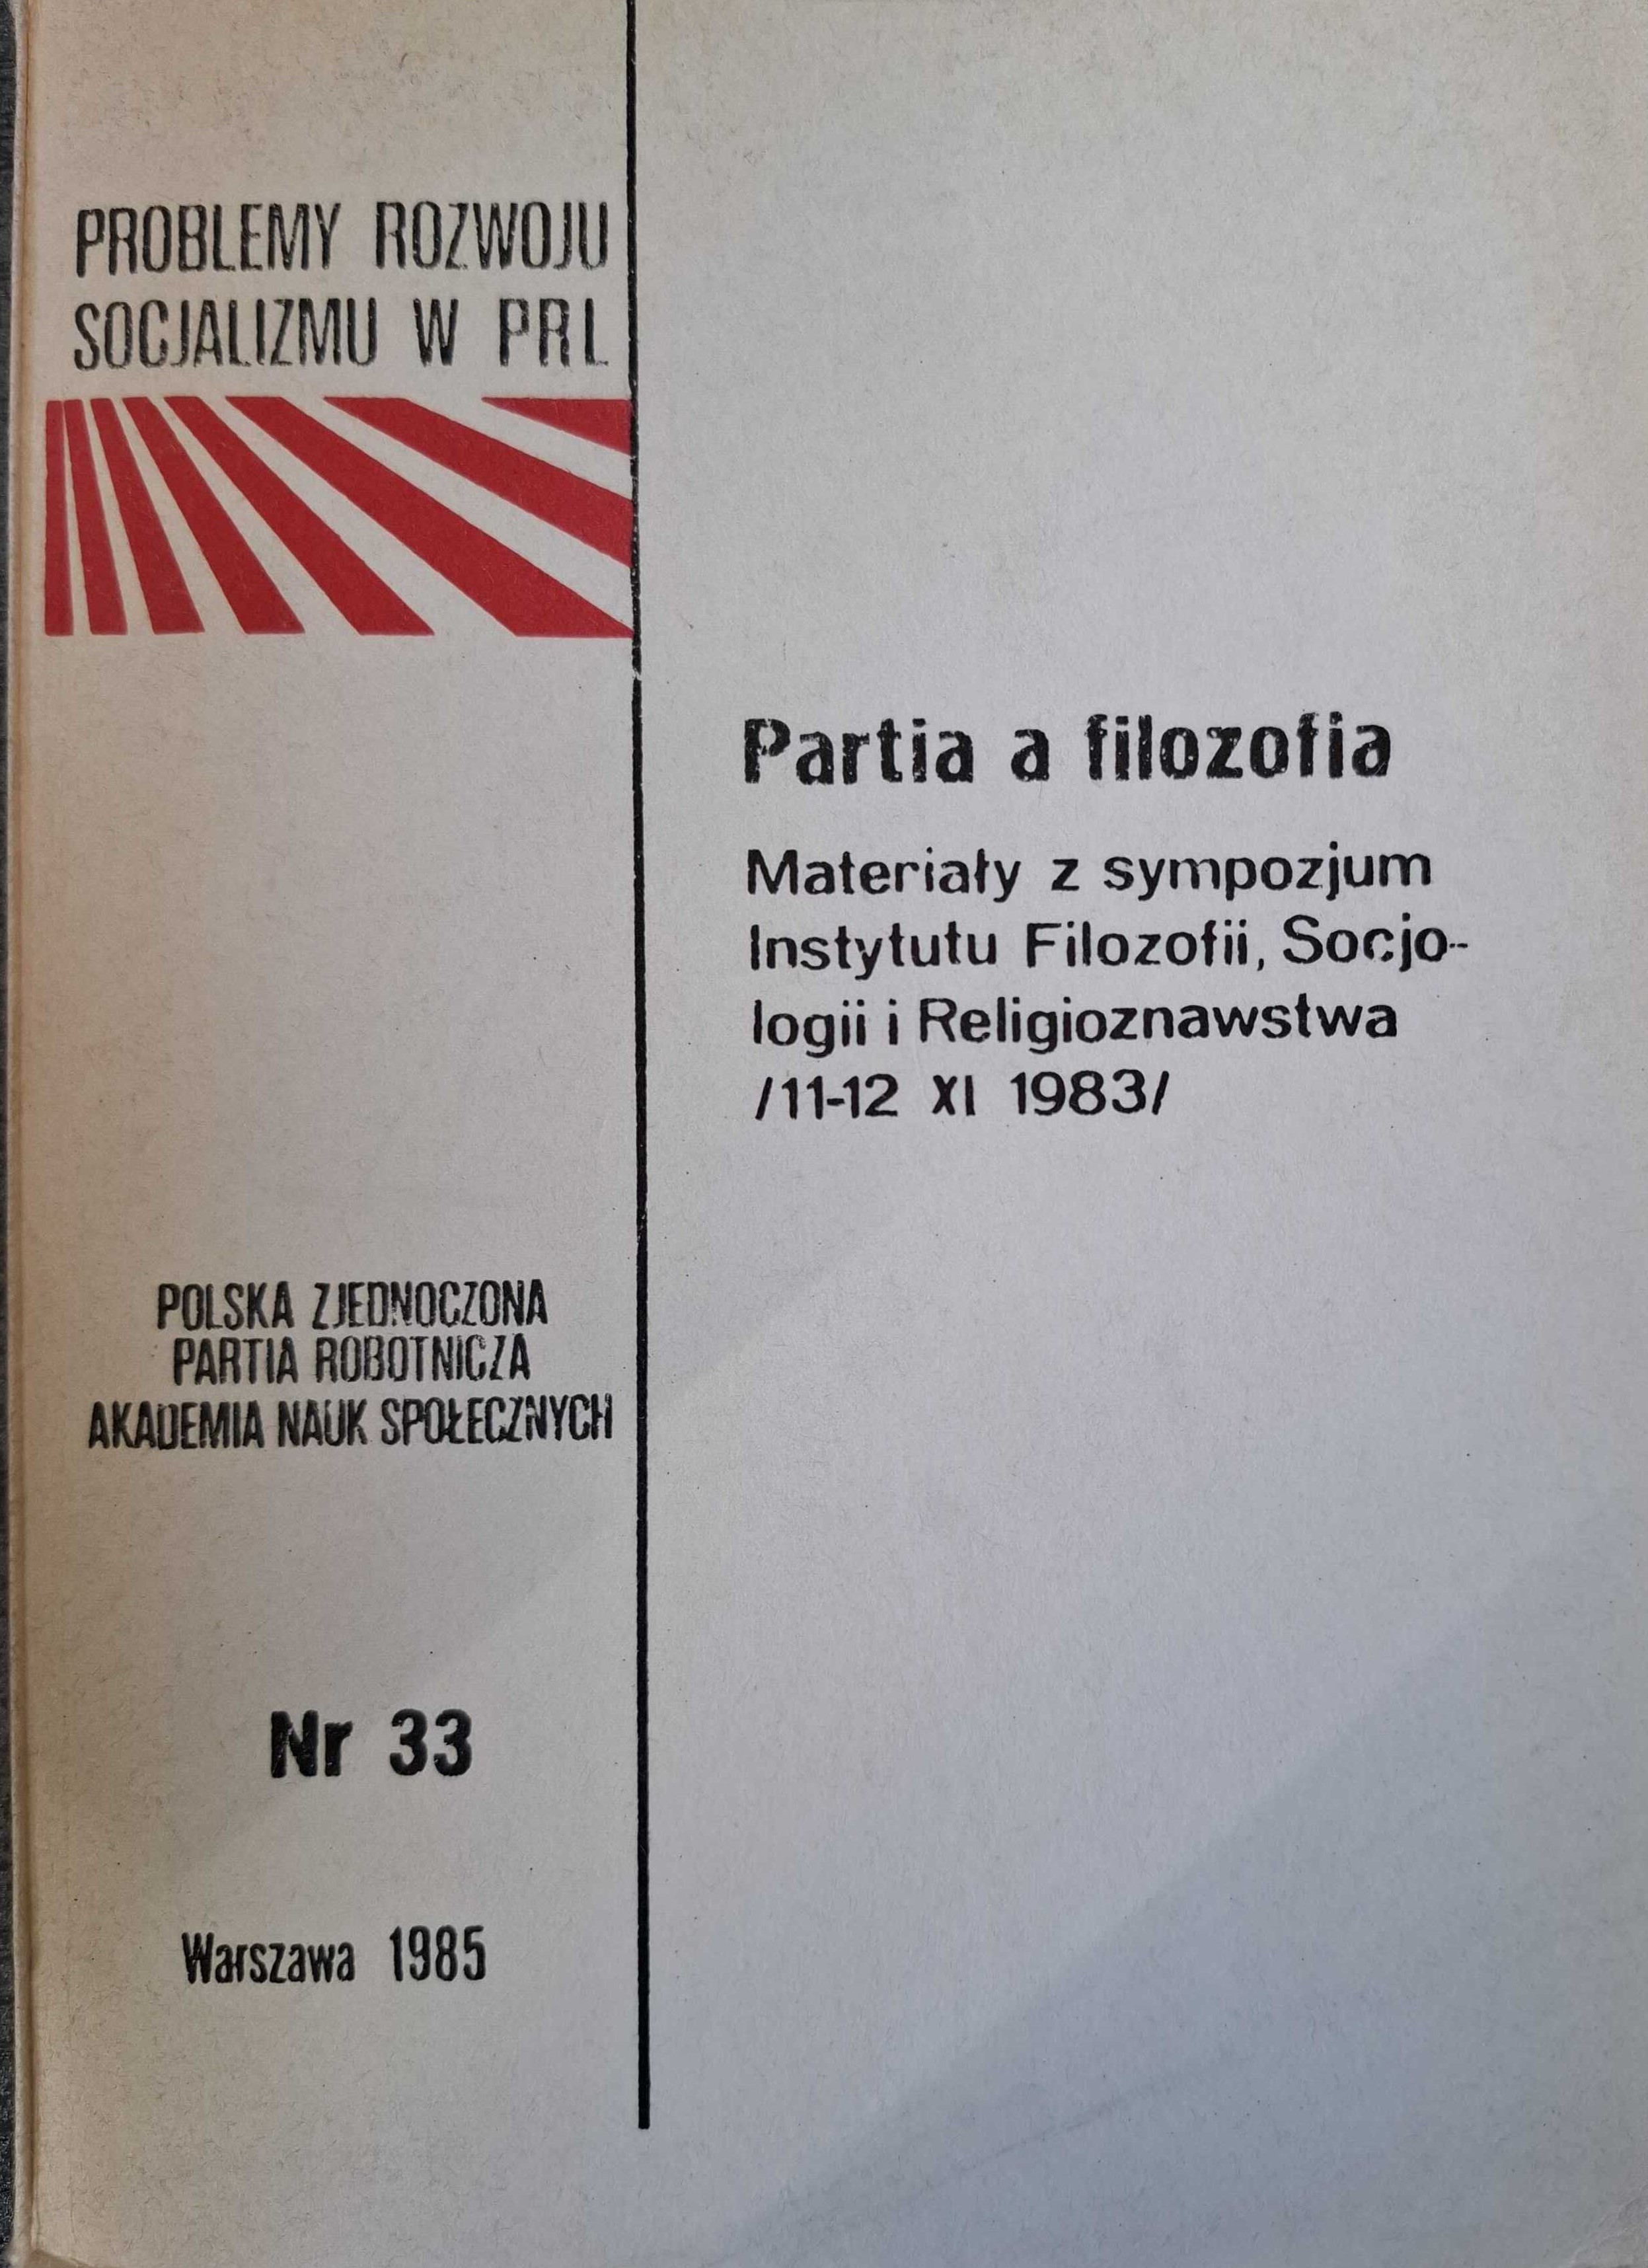 PROBLEMY ROZWOJU
SOCJALIZMU W PRL
Partia a filozofia
Materiały z sympozjum
Instytutu Filozofii, Socjo-
logii i Religioznawstwa
/11-12 XI 1983/
POLSKA ZJEDNOCZONA
PARTIA ROBOTNICZA
AKADEMIA NAUK SPOŁECZNYCH
Nr 33
Warszawa 1985